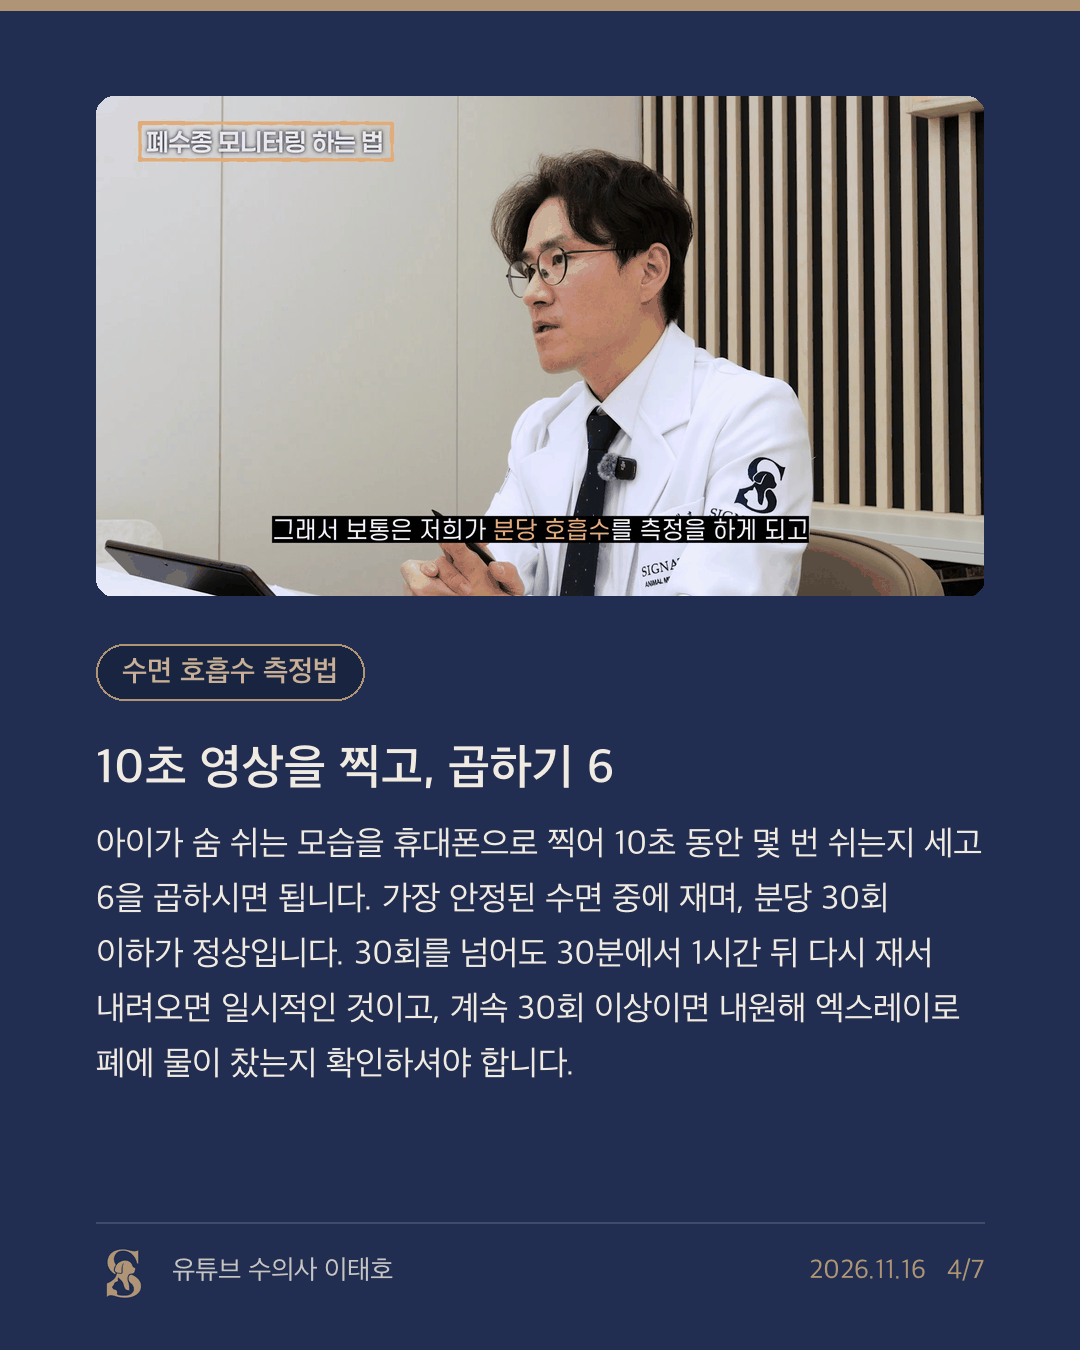 폐수종 모니터링 하는 법
그래서 보통은 저희가 분당 호흡수를 측정을 하게 되고
SIGNA
ANIMAL
수면 호흡수 측정법
10초 영상을 찍고, 곱하기 6
아이가 숨 쉬는 모습을 휴대폰으로 찍어 10초 동안 몇 번 쉬는지 세고
6을 곱하시면 됩니다. 가장 안정된 수면 중에 재며, 분당 30회
이하가 정상입니다. 30회를 넘어도 30분에서 1시간 뒤 다시 재서
내려오면 일시적인 것이고, 계속 30회 이상이면 내원해 엑스레이로
폐에 물이 찼는지 확인하셔야 합니다.
유튜브 수의사 이태호
2026.11.16 4/7